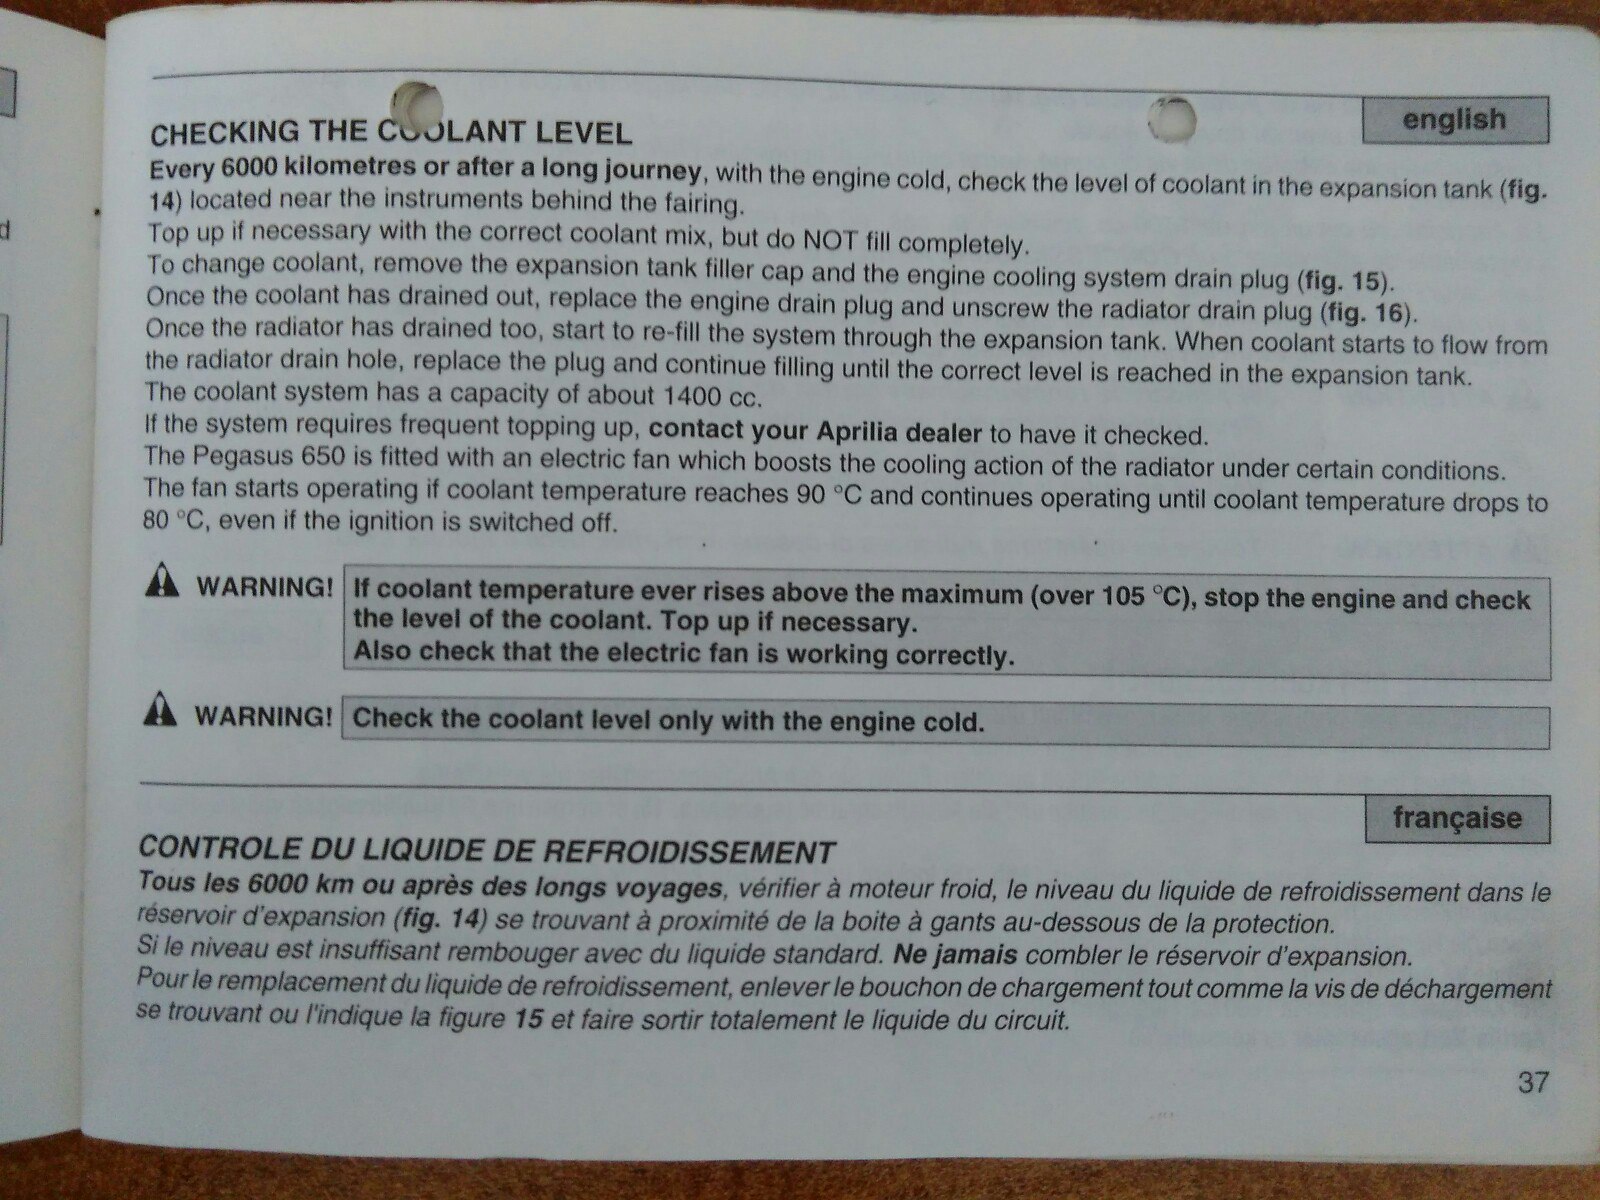 english
CHECKING THE COOLANT LEVEL
Every 6000 kilometres or after a long journey, with the engine cold, check the level of coolant in the expansion tank (fig.
14) located near the instruments behind the fairing.
Top up if necessary with the correct coolant mix, but do NOT fill completely.
To change coolant, remove the expansion tank filler cap and the engine cooling system drain plug (fig. 15).
Once the coolant has drained out, replace the engine drain plug and unscrew the radiator drain plug (fig. 16).
Once the radiator has drained too, start to re-fill the system through the expansion tank. When coolant starts to flow from
the radiator drain hole, replace the plug and continue filling until the correct level is reached in the expansion tank.
The coolant system has a capacity of about 1400 cc.
If the system requires frequent topping up, contact your Aprilia dealer to have it checked.
The Pegasus 650 is fitted with an electric fan which boosts the cooling action of the radiator under certain conditions.
The fan starts operating if coolant temperature reaches 90 °C and continues operating until coolant temperature drops to
80 °C, even if the ignition is switched off.
WARNING! If coolant temperature ever rises above the maximum (over 105 °C), stop the engine and check
the level of the coolant. Top up if necessary.
Also check that the electric fan is working correctly.
WARNING! Check the coolant level only with the engine cold.
française
CONTROLE DU LIQUIDE DE REFROIDISSEMENT
Tous les 6000 km ou après des longs voyages, vérifier à moteur froid, le niveau du liquide de refroidissement dans le
réservoir d'expansion (fig. 14) se trouvant à proximité de la boite à gants au-dessous de la protection.
Si le niveau est insuffisant rembouger avec du liquide standard. Ne jamais combler le réservoir d'expansion.
Pour le remplacement du liquide de refroidissement, enlever le bouchon de chargement tout comme la vis de déchargement
se trouvant ou l'indique la figure 15 et faire sortir totalement le liquide du circuit.
37